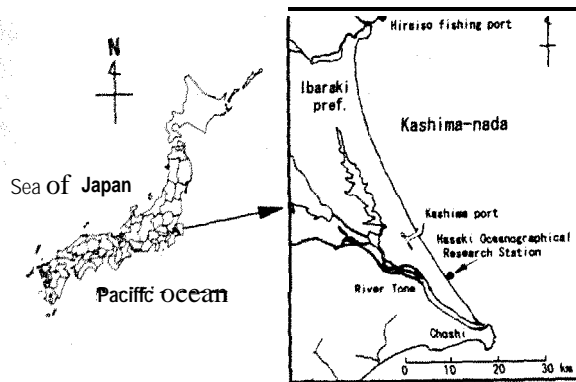 N
Sea of Japan
Pacific ocean
Hiraiso fishing port
Ibaraki
pref.
Kashima-nada
Kashima port
Hasaki Oceanographical
Research Station
River Tone
Choshi
0 10 20 30 km